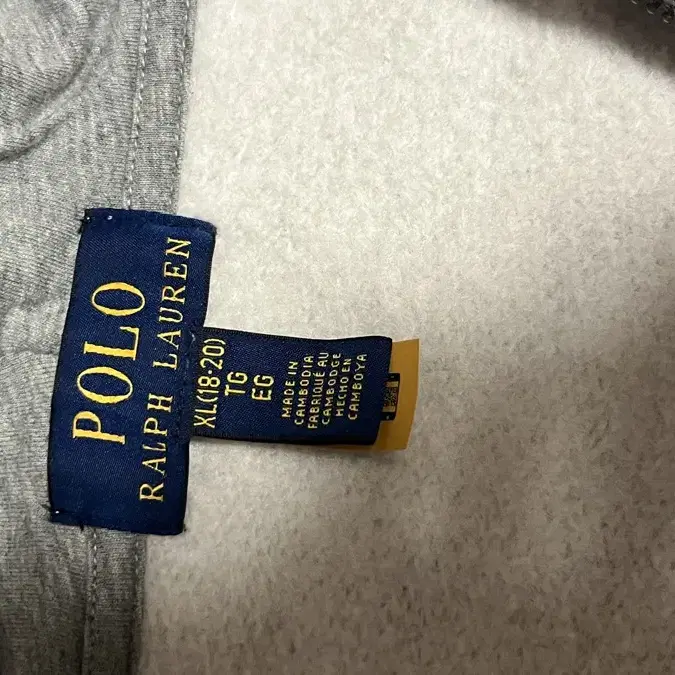 POLO
RALPH LAUREN
XL(18-20)
TG
EG
MADE IN
CAMBODIA
FABRIQUÉ AU
CAMBODGE
HECHO EN
CAMBOYA